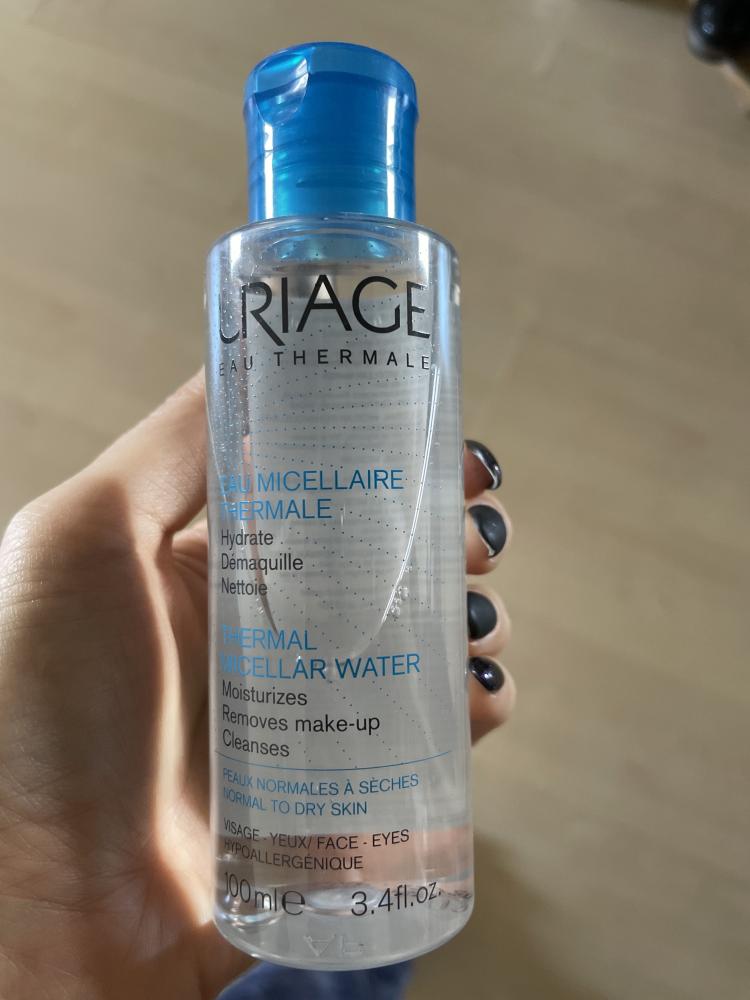 URIAGE
EAU THERMALE
EAU MICELLAIRE
THERMALE
Hydrate
Démaquille
Nettoie
THERMAL
MICELLAR WATER
Moisturizes
Removes make-up
Cleanses
PEAUX NORMALES À SÈCHES
NORMAL TO DRY SKIN
VISAGE - YEUX/ FACE - EYES
HYPOALLERGÉNIQUE
100ml℮ 3.4fl.oz.